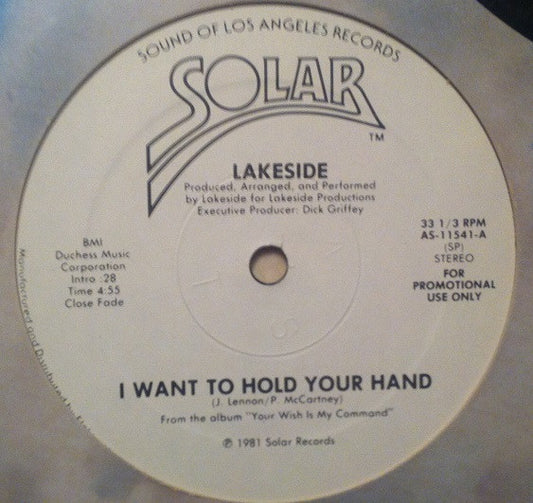 SOUND OF LOS ANGELES RECORDS
SOLAR
TM
LAKESIDE
Produced, Arranged, and Performed
by Lakeside for Lakeside Productions
Executive Producer: Dick Griffey
BMI
Duchess Music
Corporation
Intro :28
Time 4:55
Close Fade
33 1/3 RPM
AS-11541-A
(SP)
STEREO
FOR
PROMOTIONAL
USE ONLY
I WANT TO HOLD YOUR HAND
(J. Lennon/P. McCartney)
From the album "Your Wish Is My Command"
℗ 1981 Solar Records
Manufactured and Distributed